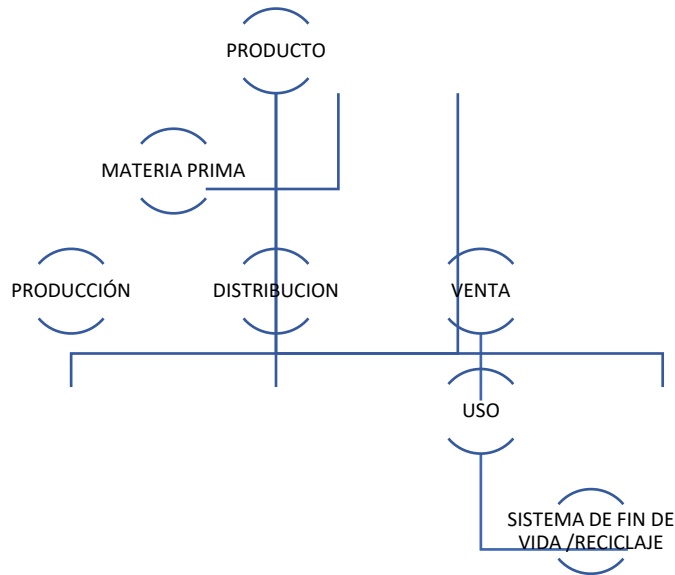 PRODUCTO
MATERIA PRIMA
PRODUCCIÓN
DISTRIBUCION
VENTA
USO
SISTEMA DE FIN DE
VIDA /RECICLAJE